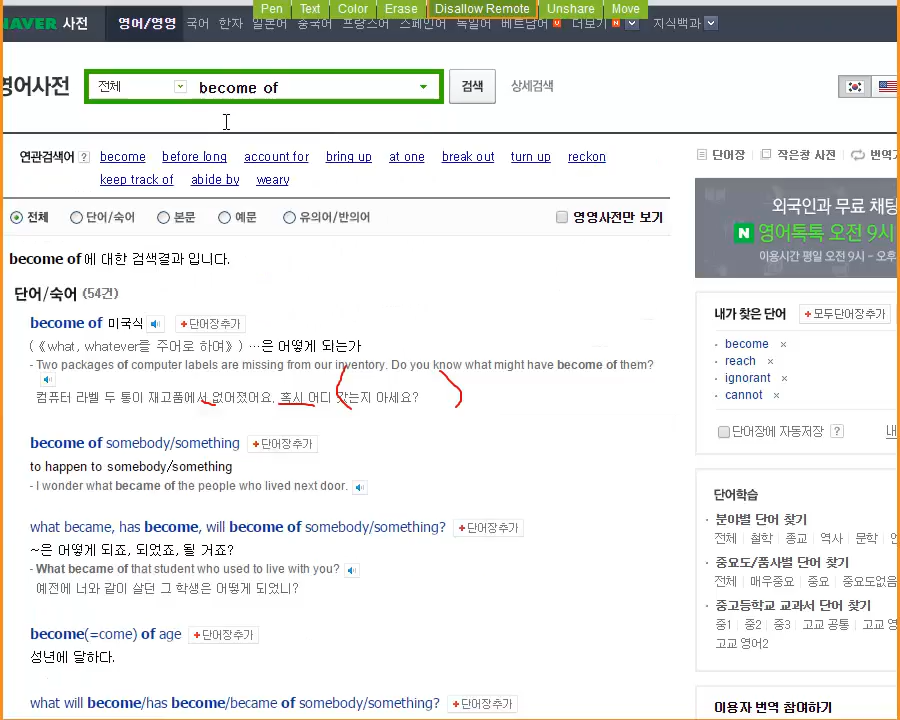 Pen Text Color Erase Disallow Remote Unshare Move
NAVER 사전 영어/영영 국어 한자 일본어 중국어 프랑스어 스페인어 독일어 베트남어 더보기 N 지식백과
영어사전 전체 become of 검색 상세검색
연관검색어 ? become before long account for bring up at one break out turn up reckon
keep track of abide by weary
단어장 작은창 사전 번역기
전체 단어/숙어 본문 예문 유의어/반의어 영영사전만 보기
외국인과 무료 채팅
N 영어톡톡 오전 9시
이용시간 평일 오전 9시 - 오후
become of 에 대한 검색결과 입니다.
단어/숙어 (54건)
become of 미국식 +단어장추가
(《what, whatever를 주어로 하여》) …은 어떻게 되는가
- Two packages of computer labels are missing from our inventory. Do you know what might have become of them?
컴퓨터 라벨 두 통이 재고품에서 없어졌어요. 혹시 어디 갔는지 아세요?
become of somebody/something +단어장추가
to happen to somebody/something
- I wonder what became of the people who lived next door.
what became, has become, will become of somebody/something? +단어장추가
~은 어떻게 되죠, 되었죠, 될 거죠?
- What became of that student who used to live with you?
예전에 너와 같이 살던 그 학생은 어떻게 되었니?
become(=come) of age +단어장추가
성년에 달하다.
what will become/has become/became of somebody/something? +단어장추가
내가 찾은 단어 +모두단어장추가
· become ×
· reach ×
· ignorant ×
· cannot ×
단어장에 자동저장 ? 내
단어학습
· 분야별 단어 찾기
전체 | 철학 | 종교 | 역사 | 문학 |
· 중요도/품사별 단어 찾기
전체 | 매우중요 | 중요 | 중요도없음
· 중고등학교 교과서 단어 찾기
중1 | 중2 | 중3 | 고교 공통 | 고교 영
고교 영어2
이용자 번역 참여하기